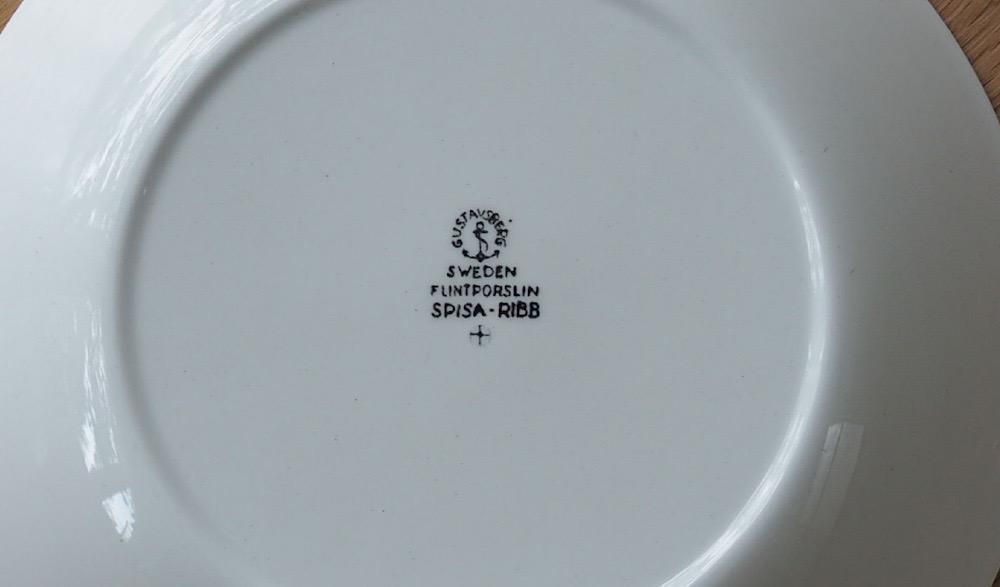 GUSTAVSBERG
SWEDEN
FLINTPORSLIN
SPISA-RIBB